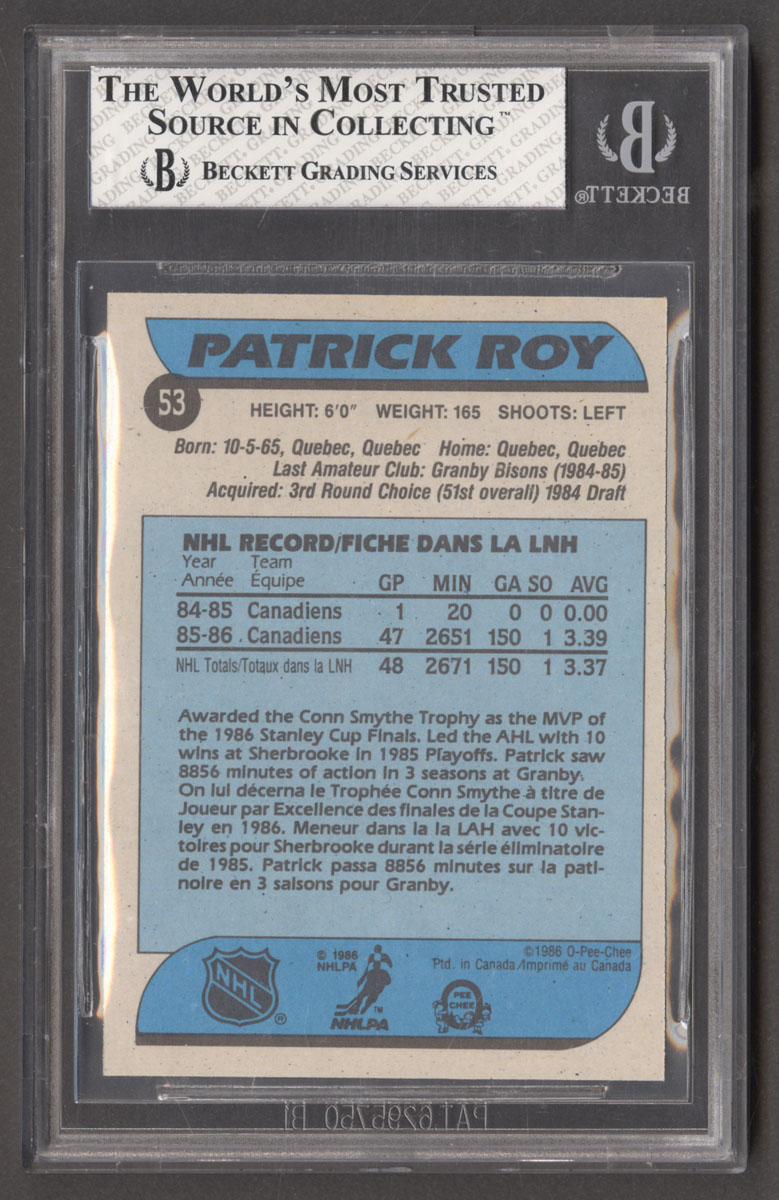 THE WORLD'S MOST TRUSTED
SOURCE IN COLLECTING™
B BECKETT GRADING SERVICES
B
BECKETT®
PATRICK ROY
53
HEIGHT: 6'0" WEIGHT: 165 SHOOTS: LEFT
Born: 10-5-65, Quebec, Quebec Home: Quebec, Quebec
Last Amateur Club: Granby Bisons (1984-85)
Acquired: 3rd Round Choice (51st overall) 1984 Draft
NHL RECORD/FICHE DANS LA LNH
Year Team
Année Équipe GP MIN GA SO AVG
84-85 Canadiens 1 20 0 0 0.00
85-86 Canadiens 47 2651 150 1 3.39
NHL Totals/Totaux dans la LNH 48 2671 150 1 3.37
Awarded the Conn Smythe Trophy as the MVP of
the 1986 Stanley Cup Finals. Led the AHL with 10
wins at Sherbrooke in 1985 Playoffs. Patrick saw
8856 minutes of action in 3 seasons at Granby.
On lui décerna le Trophée Conn Smythe à titre de
Joueur par Excellence des finales de la Coupe Stan-
ley en 1986. Meneur dans la la LAH avec 10 vic-
toires pour Sherbrooke durant la série éliminatoire
de 1985. Patrick passa 8856 minutes sur la pati-
noire en 3 saisons pour Granby.
NHL®
© 1986
NHLPA
™
NHLPA
PEE
CHEE
©1986 O-Pee-Chee
Ptd. in Canada/Imprimé au Canada